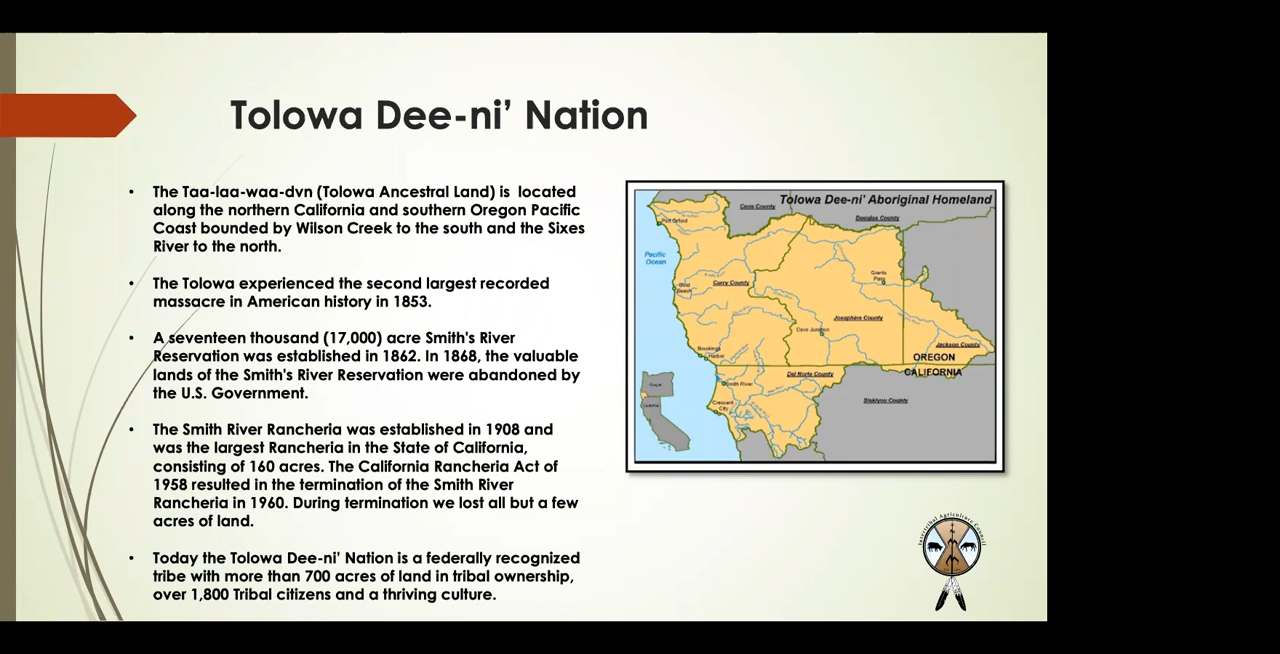 Tolowa Dee-ni’ Nation
• The Taa-laa-waa-dvn (Tolowa Ancestral Land) is located
along the northern California and southern Oregon Pacific
Coast bounded by Wilson Creek to the south and the Sixes
River to the north.
• The Tolowa experienced the second largest recorded
massacre in American history in 1853.
• A seventeen thousand (17,000) acre Smith's River
Reservation was established in 1862. In 1868, the valuable
lands of the Smith's River Reservation were abandoned by
the U.S. Government.
• The Smith River Rancheria was established in 1908 and
was the largest Rancheria in the State of California,
consisting of 160 acres. The California Rancheria Act of
1958 resulted in the termination of the Smith River
Rancheria in 1960. During termination we lost all but a few
acres of land.
• Today the Tolowa Dee-ni' Nation is a federally recognized
tribe with more than 700 acres of land in tribal ownership,
over 1,800 Tribal citizens and a thriving culture.
Tolowa Dee-ni' Aboriginal Homeland
Coos County
Douglas County
Port Orford
Pacific
Ocean
Grants
Pass
Gold
Beach
Curry County
Josephine County
Cave Junction
Jackson County
Brookings
Harbor
OREGON
CALIFORNIA
Del Norte County
Smith River
Siskiyou County
Crescent
City
Oregon
California
Intertribal Agriculture Council